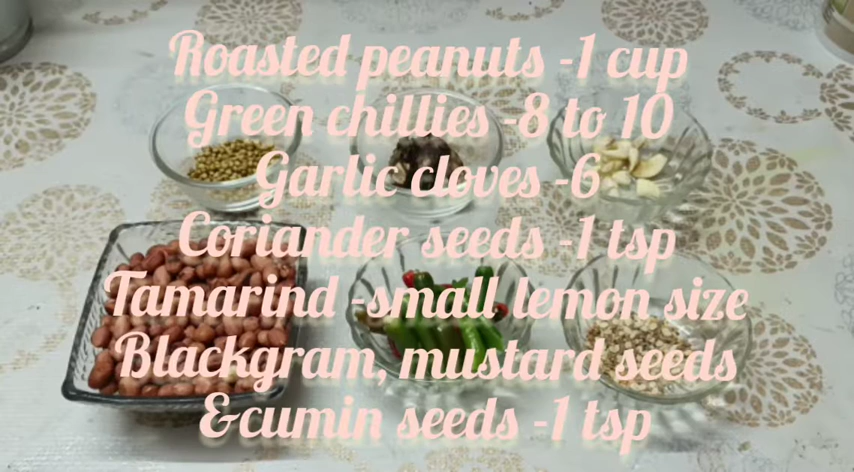 Roasted peanuts -1 cup
Green chillies -8 to 10
Garlic cloves -6
Coriander seeds -1 tsp
Tamarind -small lemon size
Blackgram, mustard seeds
&cumin seeds -1 tsp